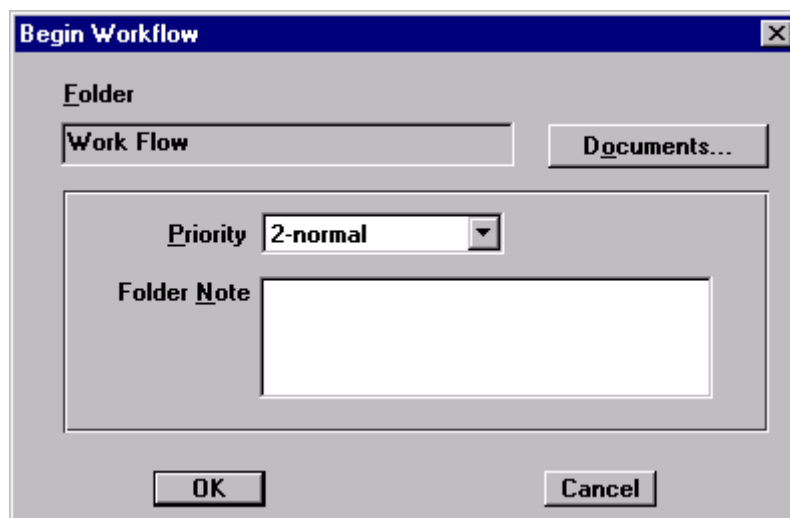 Begin Workflow
Folder
Work Flow
Documents...
Priority 2-normal
Folder Note
OK Cancel